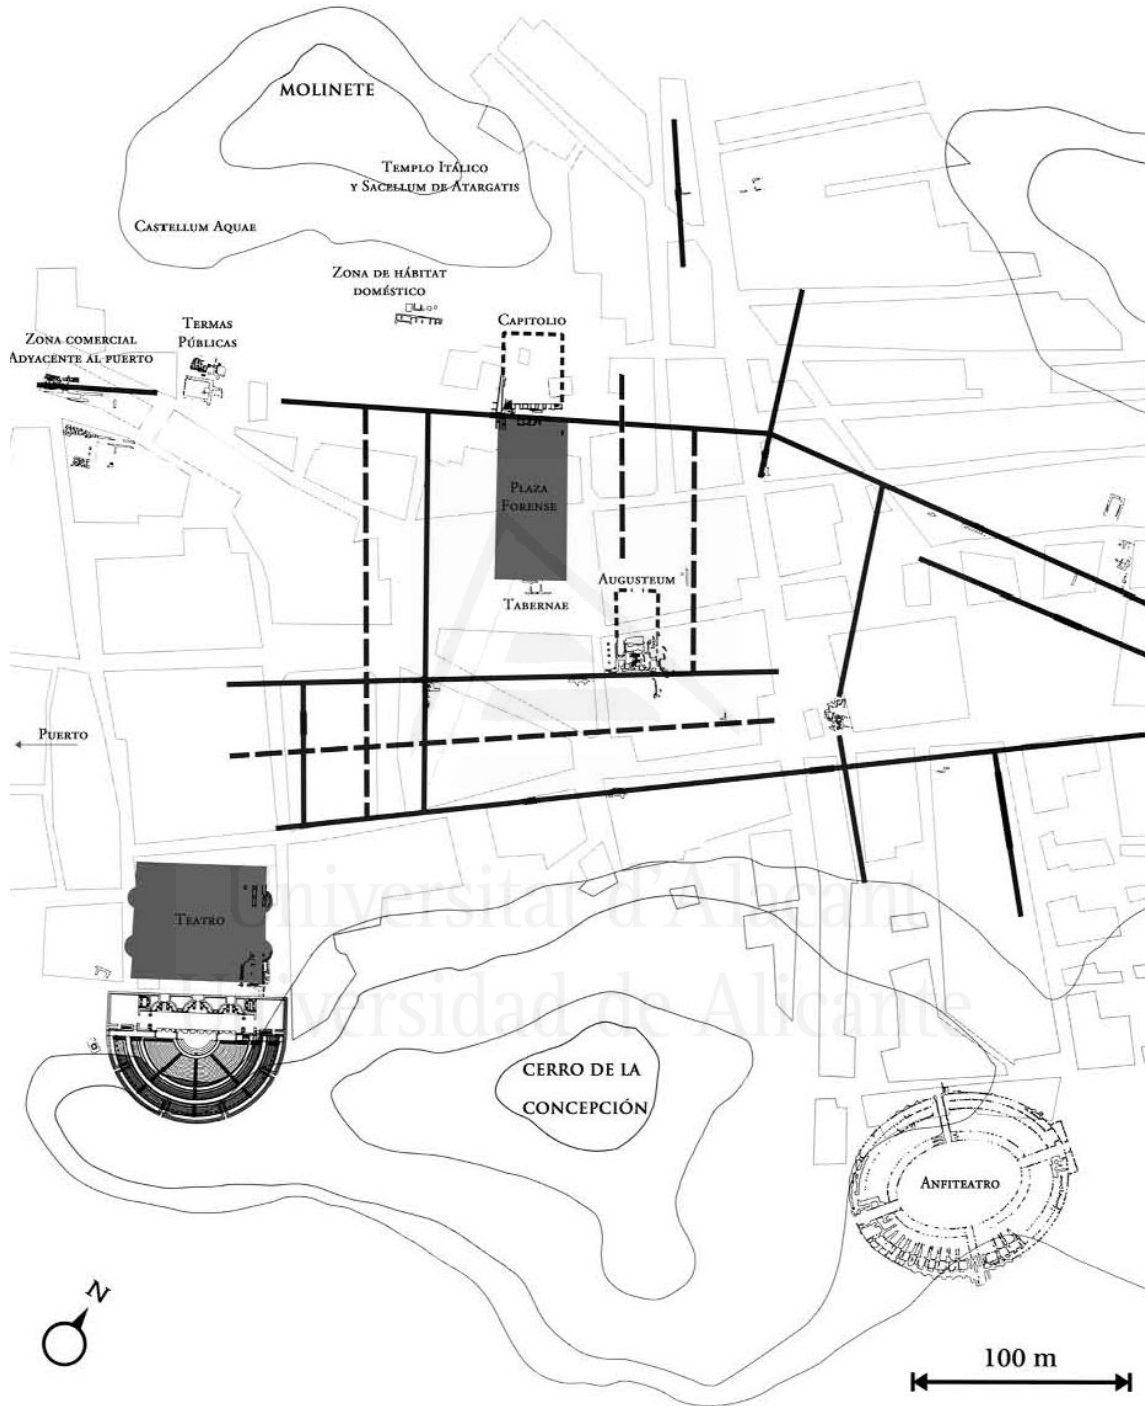 MOLINETE
TEMPLO ITÁLICO
Y SACELLUM DE ATARGATIS
CASTELLUM AQUAE
ZONA DE HÁBITAT
DOMÉSTICO
CAPITOLIO
TERMAS
PÚBLICAS
ZONA COMERCIAL
ADYACENTE AL PUERTO
PLAZA
FORENSE
AUGUSTEUM
TABERNAE
PUERTO
TEATRO
Universitat d'Alacant
Universidad de Alicante
CERRO DE LA
CONCEPCIÓN
ANFITEATRO
N
100 m